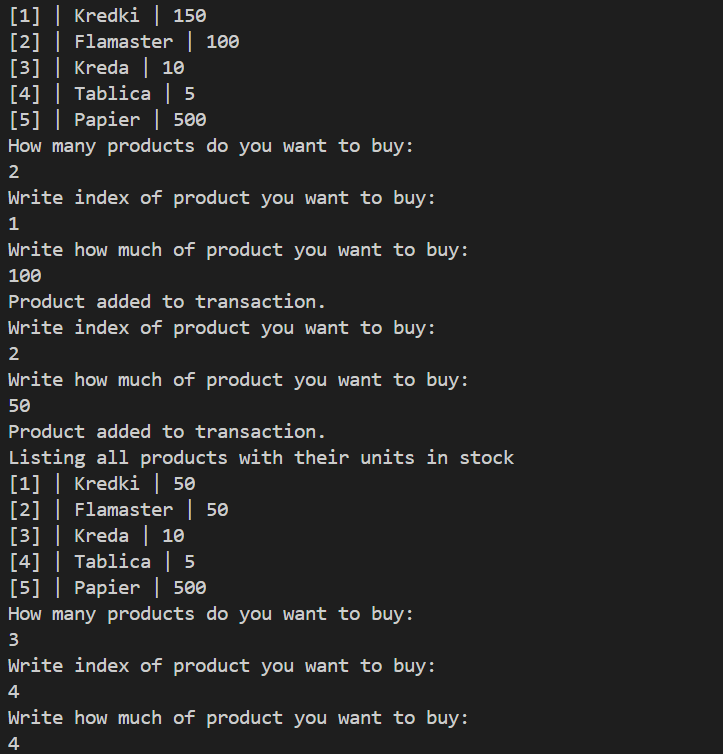 [1] | Kredki | 150
[2] | Flamaster | 100
[3] | Kreda | 10
[4] | Tablica | 5
[5] | Papier | 500
How many products do you want to buy:
2
Write index of product you want to buy:
1
Write how much of product you want to buy:
100
Product added to transaction.
Write index of product you want to buy:
2
Write how much of product you want to buy:
50
Product added to transaction.
Listing all products with their units in stock
[1] | Kredki | 50
[2] | Flamaster | 50
[3] | Kreda | 10
[4] | Tablica | 5
[5] | Papier | 500
How many products do you want to buy:
3
Write index of product you want to buy:
4
Write how much of product you want to buy:
4